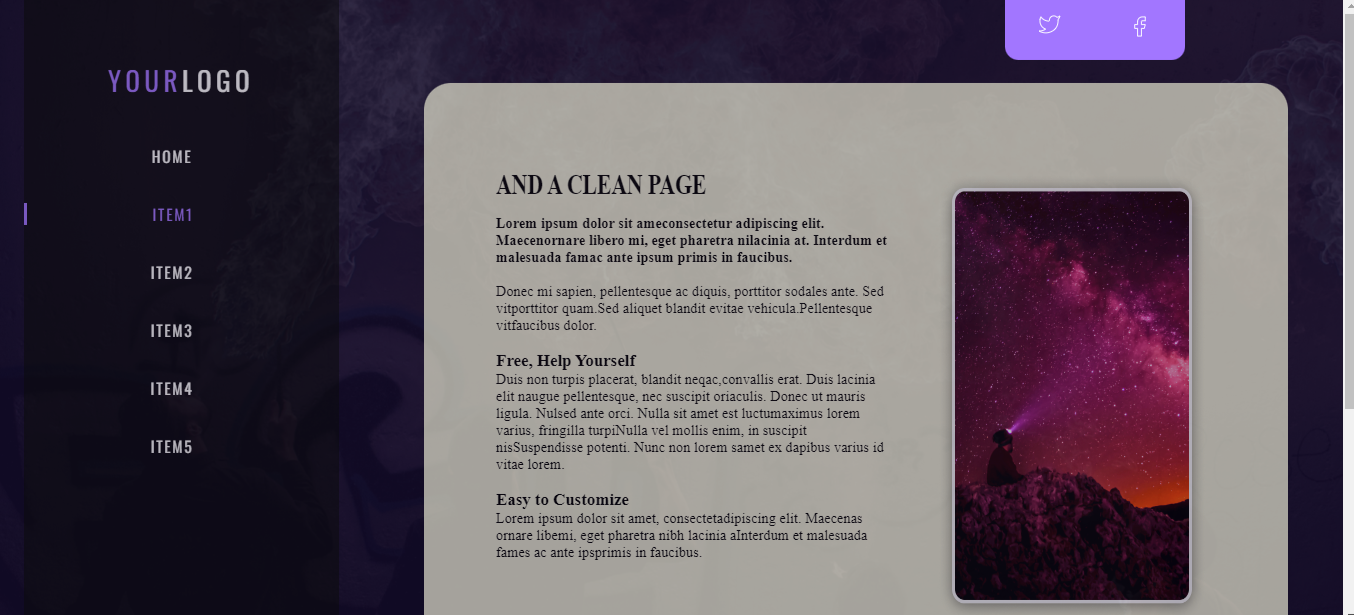 YOURLOGO
HOME
ITEM1
ITEM2
ITEM3
ITEM4
ITEM5
AND A CLEAN PAGE
Lorem ipsum dolor sit ameconsectetur adipiscing elit.
Maecenornare libero mi, eget pharetra nilacinia at. Interdum et
malesuada famac ante ipsum primis in faucibus.
Donec mi sapien, pellentesque ac diquis, porttitor sodales ante. Sed
vitporttitor quam.Sed aliquet blandit evitae vehicula.Pellentesque
vitfaucibus dolor.
Free, Help Yourself
Duis non turpis placerat, blandit neqac,convallis erat. Duis lacinia
elit naugue pellentesque, nec suscipit oriaculis. Donec ut mauris
ligula. Nulsed ante orci. Nulla sit amet est luctumaximus lorem
varius, fringilla turpiNulla vel mollis enim, in suscipit
nisSuspendisse potenti. Nunc non lorem samet ex dapibus varius id
vitae lorem.
Easy to Customize
Lorem ipsum dolor sit amet, consectetadipiscing elit. Maecenas
ornare libemi, eget pharetra nibh lacinia aInterdum et malesuada
fames ac ante ipsprimis in faucibus.